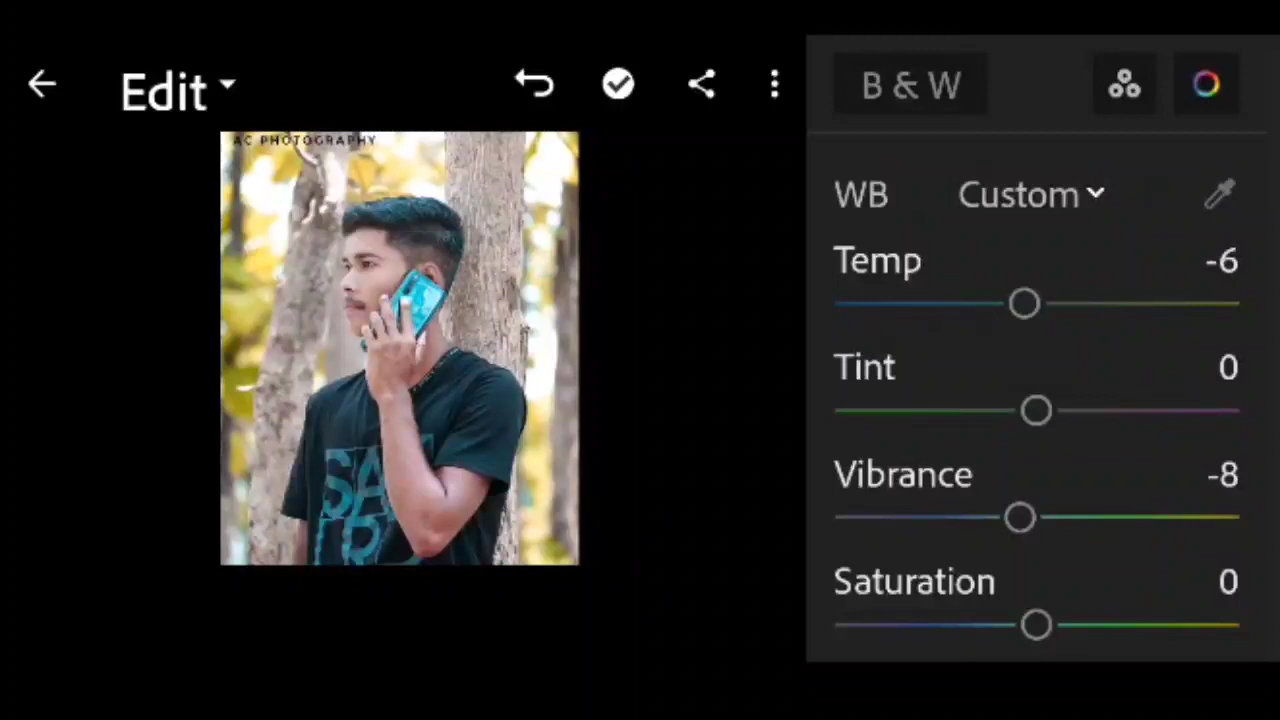 Edit
B & W
AC PHOTOGRAPHY
WB Custom
Temp -6
Tint 0
Vibrance -8
Saturation 0